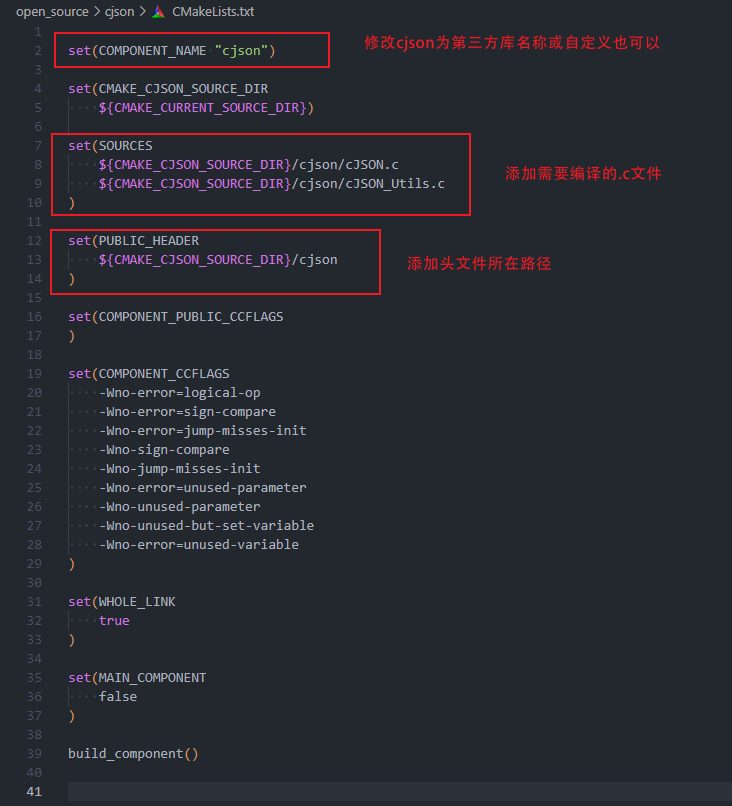 open_source > cjson > CMakeLists.txt
1
2 set(COMPONENT_NAME "cjson") 修改cjson为第三方库名称或自定义也可以
3
4 set(CMAKE_CJSON_SOURCE_DIR
5 ····${CMAKE_CURRENT_SOURCE_DIR})
6
7 set(SOURCES
8 ····${CMAKE_CJSON_SOURCE_DIR}/cjson/cJSON.c 添加需要编译的.c文件
9 ····${CMAKE_CJSON_SOURCE_DIR}/cjson/cJSON_Utils.c
10 )
11
12 set(PUBLIC_HEADER
13 ····${CMAKE_CJSON_SOURCE_DIR}/cjson 添加头文件所在路径
14 )
15
16 set(COMPONENT_PUBLIC_CCFLAGS
17 )
18
19 set(COMPONENT_CCFLAGS
20 ····-Wno-error=logical-op
21 ····-Wno-error=sign-compare
22 ····-Wno-error=jump-misses-init
23 ····-Wno-sign-compare
24 ····-Wno-jump-misses-init
25 ····-Wno-error=unused-parameter
26 ····-Wno-unused-parameter
27 ····-Wno-unused-but-set-variable
28 ····-Wno-error=unused-variable
29 )
30
31 set(WHOLE_LINK
32 ····true
33 )
34
35 set(MAIN_COMPONENT
36 ····false
37 )
38
39 build_component()
40
41